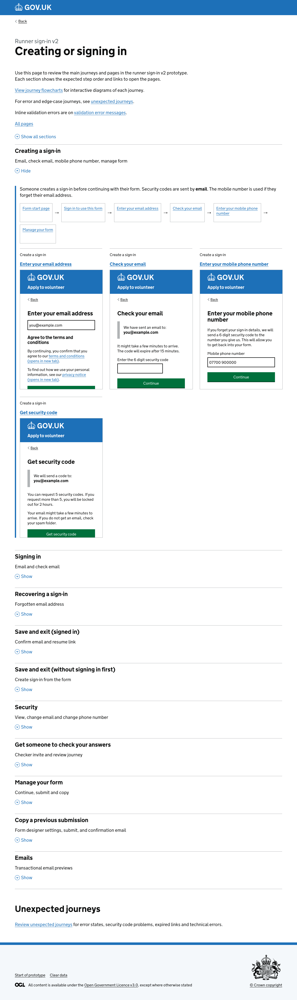 GOV.UK
Back
Runner sign-in v2
Creating or signing in
Use this page to review the main journeys and pages in the runner sign-in v2 prototype.
Each section shows the expected step order and links to open the pages.
View journey flowcharts for interactive diagrams of each journey.
For error and edge-case journeys, see unexpected journeys.
Inline validation errors are on validation error messages.
All pages
Show all sections
Creating a sign-in
Email, check email, mobile phone number, manage form
Hide
Someone creates a sign-in before continuing with their form. Security codes are sent by email. The mobile number is used if they
forget their email address.
Form start page → Sign in to use this form → Enter your email address → Check your email → Enter your mobile phone
number →
Manage your form
Create a sign-in
Enter your email address
GOV.UK
Apply to volunteer
Back
Enter your email address
you@example.com
Agree to the terms and
conditions
By continuing, you confirm that you
agree to our terms and conditions
(opens in new tab).
To find out how we use your personal
information, see our privacy notice
(opens in new tab).
Create a sign-in
Check your email
GOV.UK
Apply to volunteer
Back
Check your email
We have sent an email to:
you@example.com
It might take a few minutes to arrive.
The code will expire after 15 minutes.
Enter the 6 digit security code
Continue
Create a sign-in
Enter your mobile phone number
GOV.UK
Apply to volunteer
Back
Enter your mobile phone
number
If you forget your sign-in details, we will
send a 6 digit security code to the
number you give us. This will allow you
to get back into your form.
Mobile phone number
07700 900000
Continue
Create a sign-in
Get security code
GOV.UK
Apply to volunteer
Back
Get security code
We will send a code to:
you@example.com
You can request 5 security codes. If you
request more than 5, you will be locked
out for 2 hours.
Your email might take a few minutes to
arrive. If you do not get an email, check
your spam folder.
Get security code
Signing in
Email and check email
Show
Recovering a sign-in
Forgotten email address
Show
Save and exit (signed in)
Confirm email and resume link
Show
Save and exit (without signing in first)
Create sign-in from the form
Show
Security
View, change email and change phone number
Show
Get someone to check your answers
Checker invite and review journey
Show
Manage your form
Continue, submit and copy
Show
Copy a previous submission
Form designer settings, submit, and confirmation email
Show
Emails
Transactional email previews
Show
Unexpected journeys
Review unexpected journeys for error states, security code problems, expired links and technical errors.
Start of prototype Clear data
OGL All content is available under the Open Government Licence v3.0, except where otherwise stated
© Crown copyright